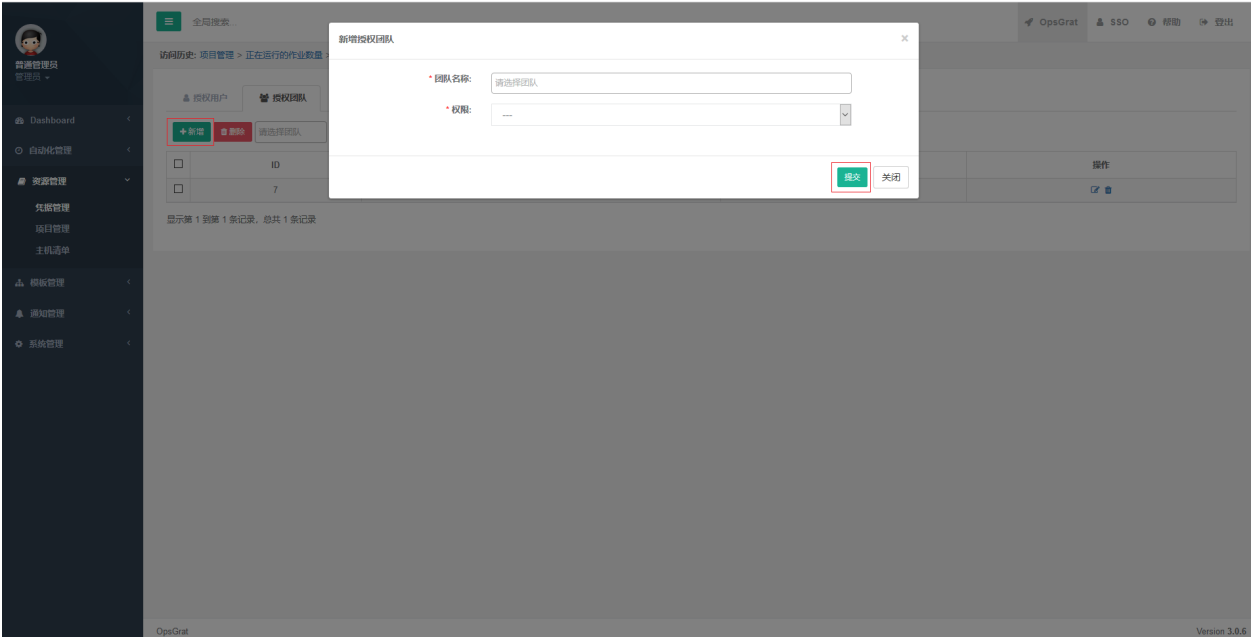 全局搜索...
OpsGrat
SSO
帮助
登出
普通管理员
管理员
访问历史: 项目管理 > 正在运行的作业数量 >
新增授权团队
×
* 团队名称:
请选择团队
* 权限:
---
提交
关闭
授权用户
授权团队
+新增
删除
请选择团队
ID
操作
7
显示第 1 到第 1 条记录，总共 1 条记录
Dashboard
自动化管理
资源管理
凭据管理
项目管理
主机清单
模板管理
通知管理
系统管理
OpsGrat
Version 3.0.6